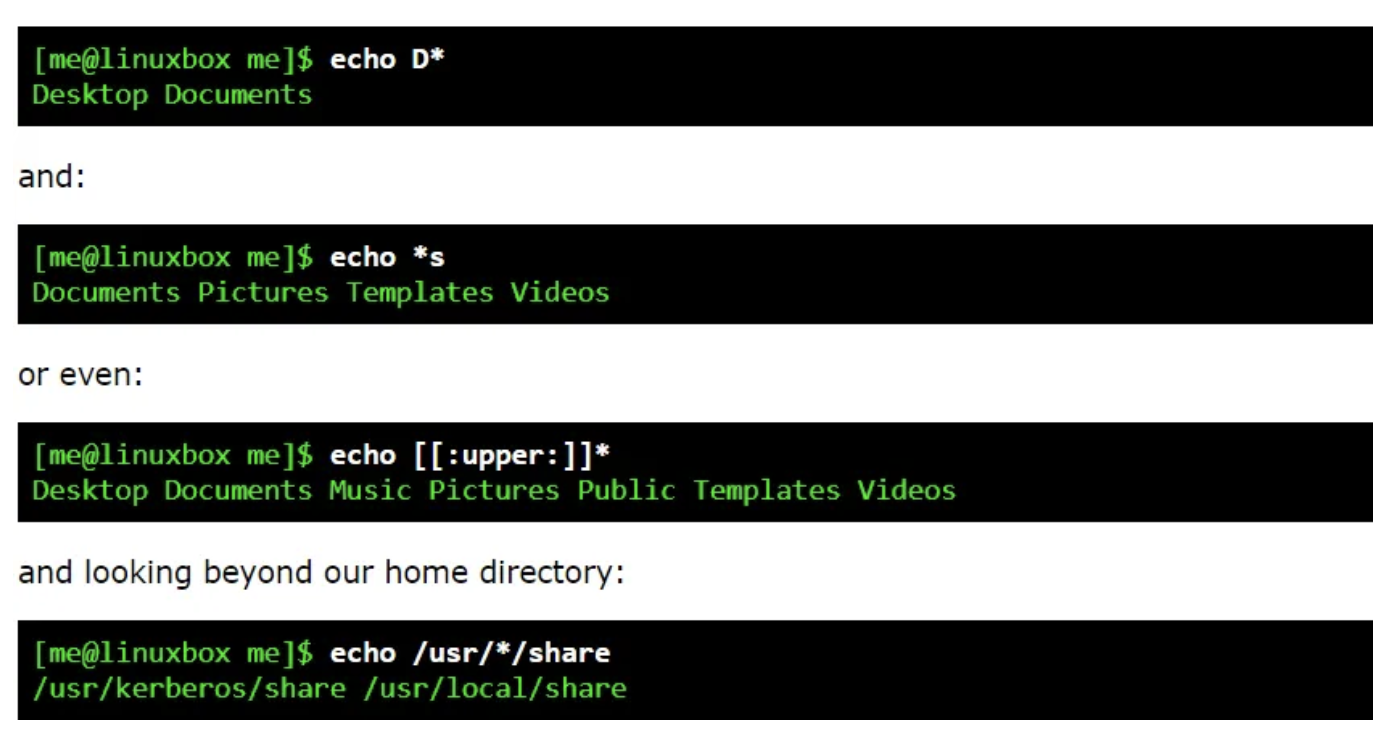 [me@linuxbox me]$ echo D*
Desktop Documents
and:
[me@linuxbox me]$ echo *s
Documents Pictures Templates Videos
or even:
[me@linuxbox me]$ echo [[:upper:]]*
Desktop Documents Music Pictures Public Templates Videos
and looking beyond our home directory:
[me@linuxbox me]$ echo /usr/*/share
/usr/kerberos/share /usr/local/share